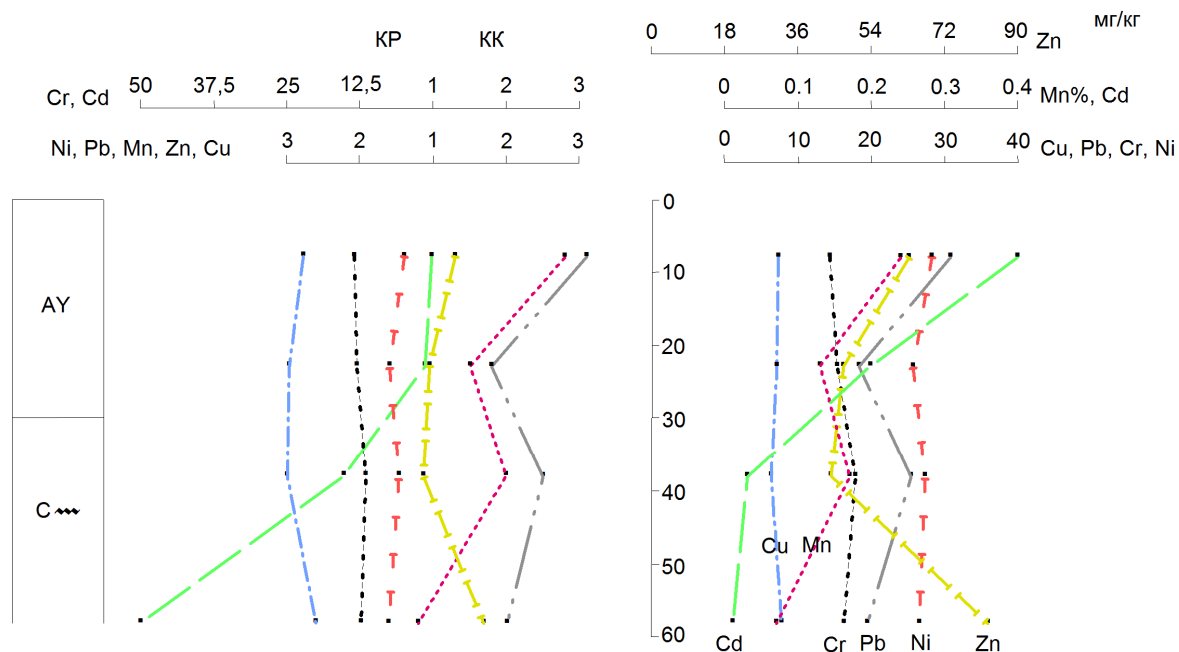 КР КК
Cr, Cd 50 37,5 25 12,5 1 2 3
Ni, Pb, Mn, Zn, Cu 3 2 1 2 3
0 18 36 54 72 90 Zn мг/кг
0 0.1 0.2 0.3 0.4 Mn%, Cd
0 10 20 30 40 Cu, Pb, Cr, Ni
AY
C
0
10
20
30
40
50
60
Cu Mn
Cd Cr Pb Ni Zn